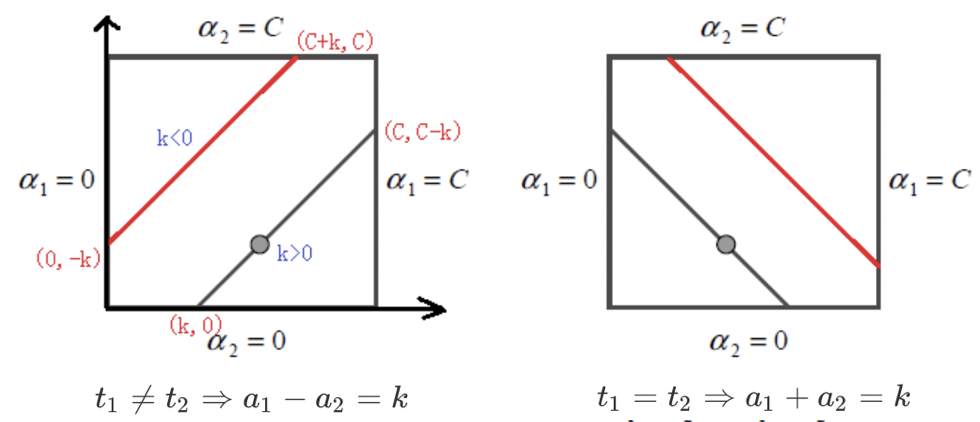 α₂ = C
(C+k, C)
k<0
(C, C-k)
α₁ = 0
α₁ = C
(0, -k)
k>0
(k, 0)
α₂ = 0
t₁ ≠ t₂ ⇒ a₁ − a₂ = k
α₂ = C
α₁ = 0
α₁ = C
α₂ = 0
t₁ = t₂ ⇒ a₁ + a₂ = k